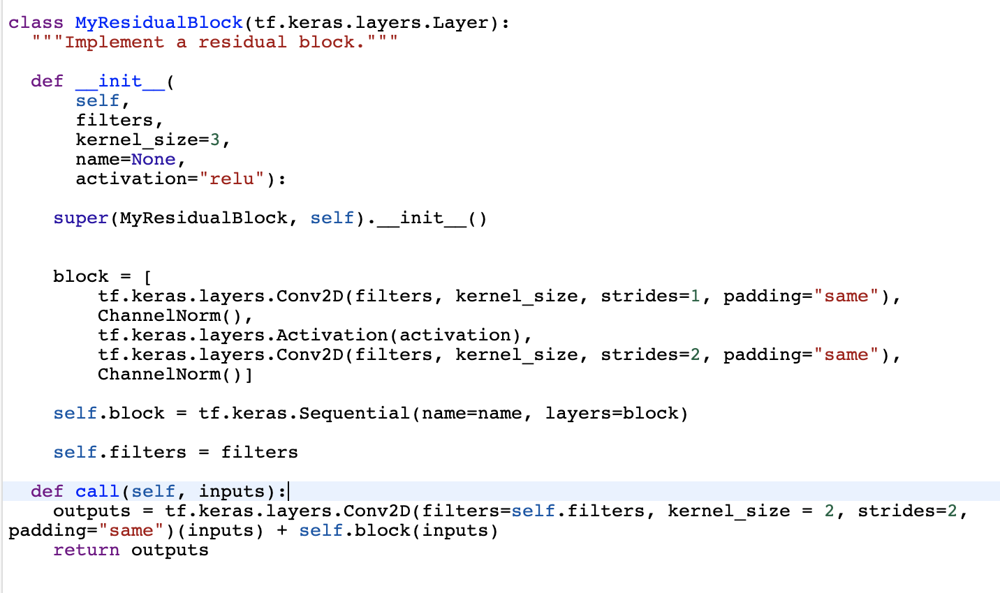 class MyResidualBlock(tf.keras.layers.Layer):
  """Implement a residual block."""
  def __init__(
      self,
      filters,
      kernel_size=3,
      name=None,
      activation="relu"):
    super(MyResidualBlock, self).__init__()
    block = [
        tf.keras.layers.Conv2D(filters, kernel_size, strides=1, padding="same"),
        ChannelNorm(),
        tf.keras.layers.Activation(activation),
        tf.keras.layers.Conv2D(filters, kernel_size, strides=2, padding="same"),
        ChannelNorm()]
    self.block = tf.keras.Sequential(name=name, layers=block)
    self.filters = filters
  def call(self, inputs):
    outputs = tf.keras.layers.Conv2D(filters=self.filters, kernel_size = 2, strides=2,
padding="same")(inputs) + self.block(inputs)
    return outputs